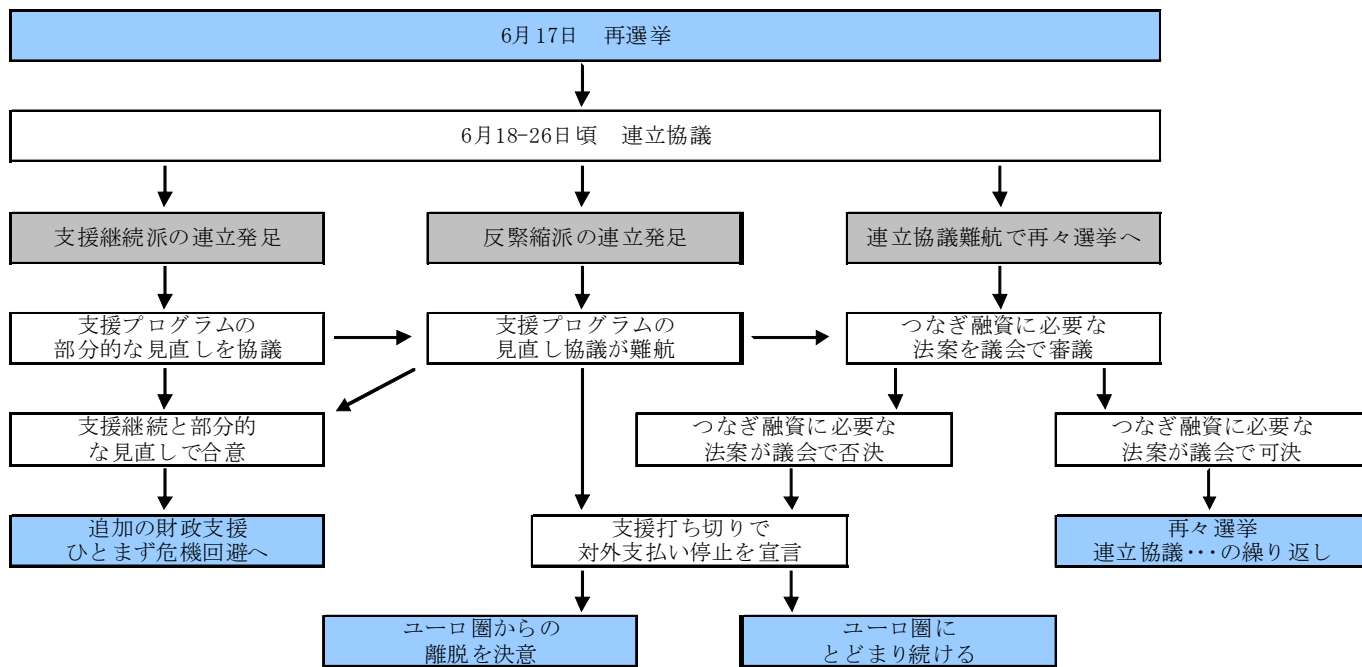 6月17日　再選挙
6月18-26日頃　連立協議
支援継続派の連立発足
反緊縮派の連立発足
連立協議難航で再々選挙へ
支援プログラムの
部分的な見直しを協議
支援プログラムの
見直し協議が難航
つなぎ融資に必要な
法案を議会で審議
支援継続と部分的
な見直しで合意
つなぎ融資に必要な
法案が議会で否決
つなぎ融資に必要な
法案が議会で可決
追加の財政支援
ひとまず危機回避へ
支援打ち切りで
対外支払い停止を宣言
再々選挙
連立協議・・・の繰り返し
ユーロ圏からの
離脱を決意
ユーロ圏に
とどまり続ける